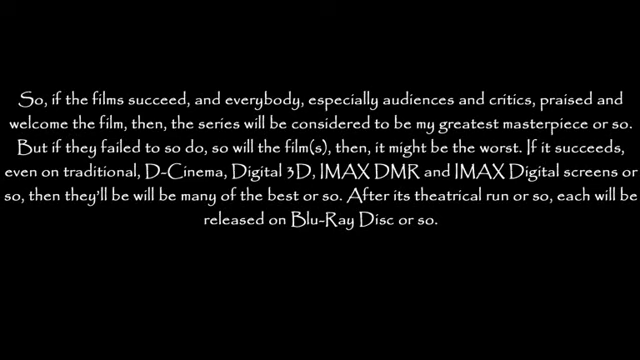 So, if the films succeed, and everybody, especially audiences and critics, praised and
welcome the film, then, the series will be considered to be my greatest masterpiece or so.
But if they failed to so do, so will the film(s), then, it might be the worst. If it succeeds,
even on traditional, D-Cinema, Digital 3D, IMAX DMR and IMAX Digital screens or
so, then they'll be will be many of the best or so. After its theatrical run or so, each will be
released on Blu-Ray Disc or so.